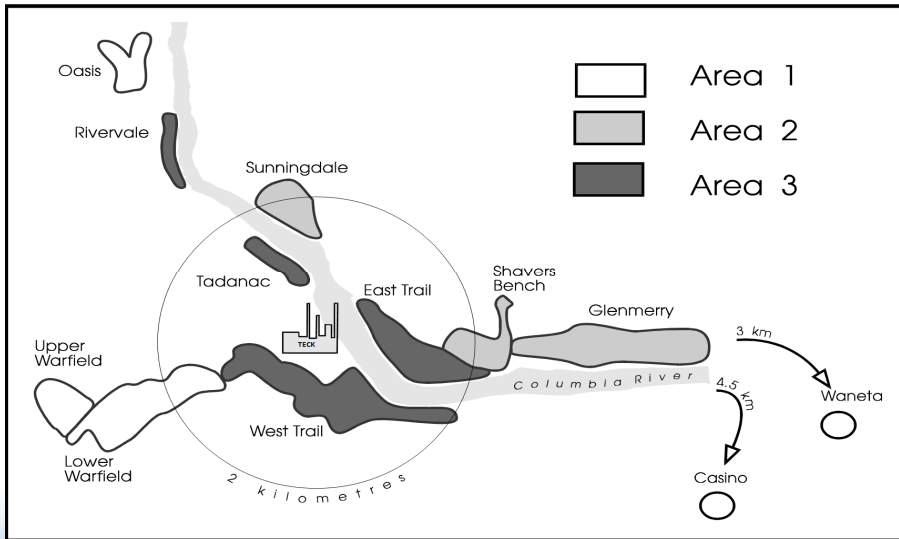 Oasis
Area 1
Rivervale
Area 2
Sunningdale
Area 3
Tadanac
East Trail
Shavers
Bench
Glenmerry
TECK
3 km
Upper
Warfield
Columbia River
4.5 km
Waneta
West Trail
Lower
Warfield
2 kilometres
Casino